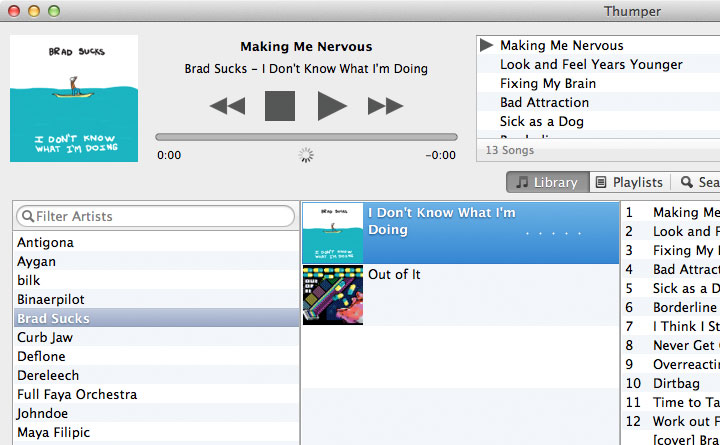 Thumper
BRAD SUCKS
I DON'T KNOW
WHAT I'M DOING
Making Me Nervous
Brad Sucks – I Don't Know What I'm Doing
0:00
-0:00
Making Me Nervous
Look and Feel Years Younger
Fixing My Brain
Bad Attraction
Sick as a Dog
13 Songs
Library
Playlists
Sea
Filter Artists
Antigona
Aygan
bilk
Binaerpilot
Brad Sucks
Curb Jaw
Deflone
Dereleech
Full Faya Orchestra
Johndoe
Maya Filipic
BRAD SUCKS
I DON'T KNOW
WHAT I'M DOING
I Don't Know What I'm
Doing
Out of It
1 Making Me
2 Look and F
3 Fixing My
4 Bad Attract
5 Sick as a D
6 Borderline
7 I Think I St
8 Never Get
9 Overreactin
10 Dirtbag
11 Time to Ta
12 Work out F
[cover] Bra